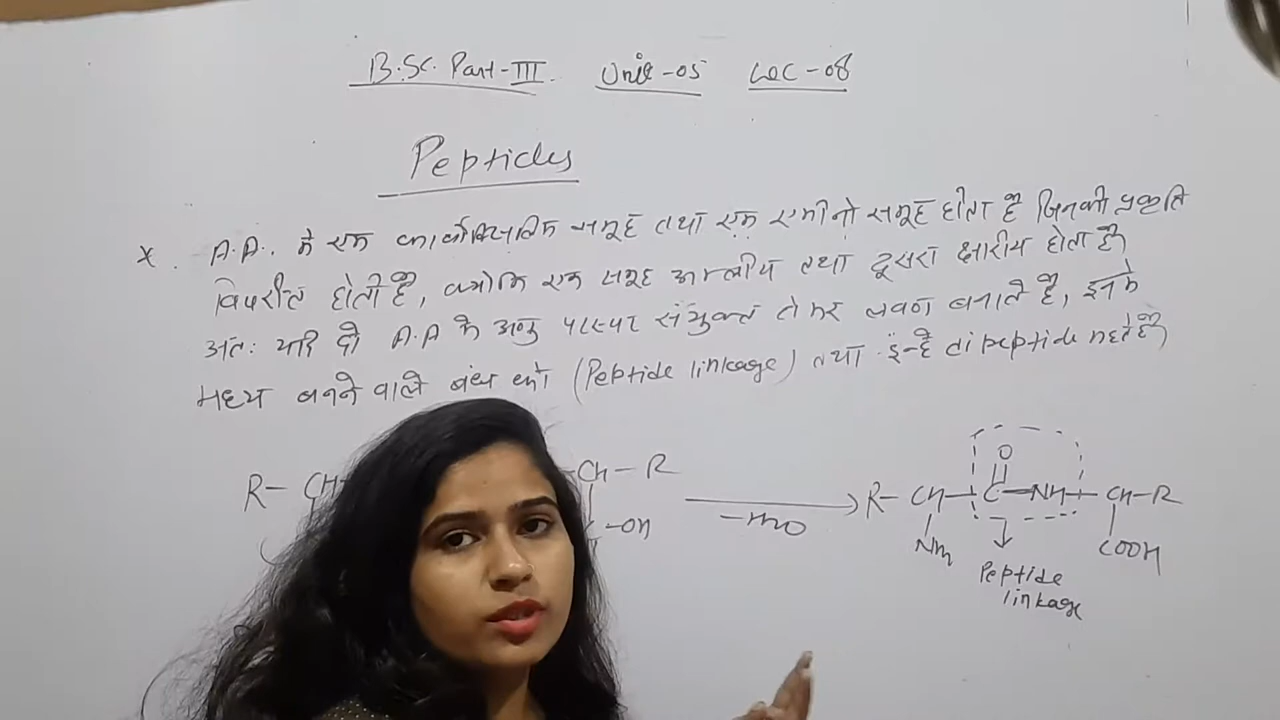 B.Sc. Part-III. Unit-05 Lec-08
Peptides
* A.A. मे एक कार्बोक्सिलिक समूह तथा एक एमीनो समूह होता है जिनकी प्रकृति
विपरीत होती है, क्योंकि एक समूह अम्लीय तथा दूसरा क्षारीय होता है
अतः यदि दो A.A के अणु परस्पर संयुक्त होकर लवण बनाते है, इनके
मध्य बनने वाले बंध को (Peptide linkage) तथा इन्हें dipeptide कहते है
O
R- CH CH-R R- CH-C-NH-CH-R
-H2O
-OH NH2 COOH
Peptide
linkage